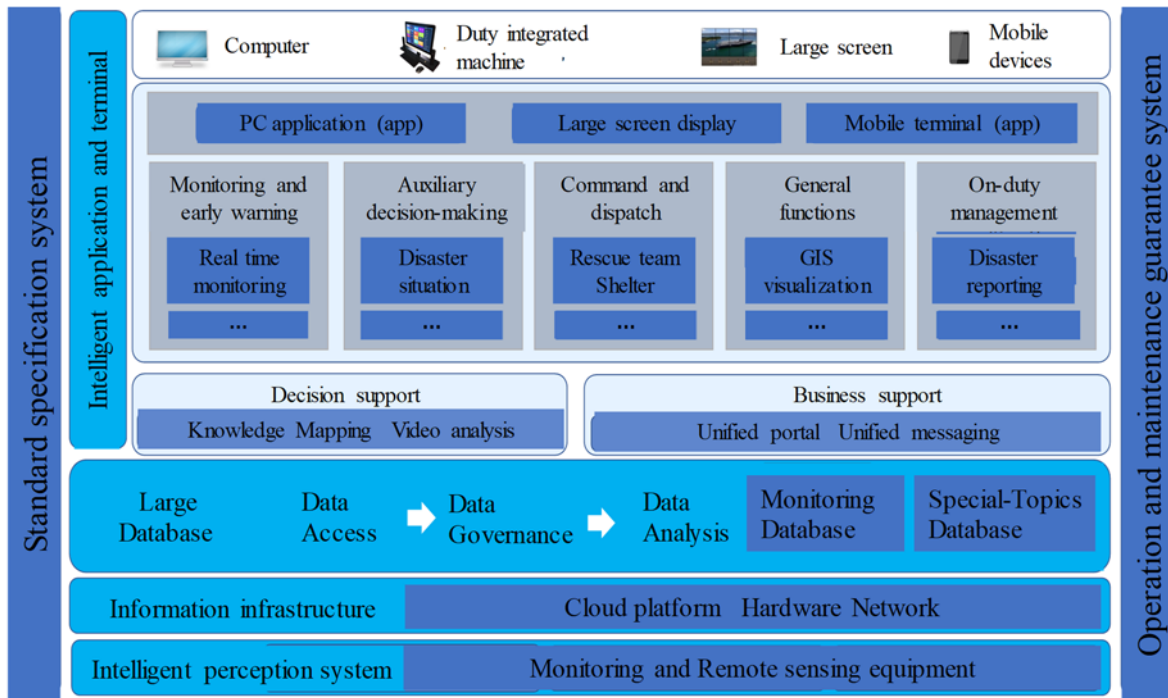 Standard specification system
Intelligent application and terminal
Computer
Duty integrated
machine
Large screen
Mobile
devices
PC application (app)
Large screen display
Mobile terminal (app)
Monitoring and
early warning
Real time
monitoring
...
Auxiliary
decision-making
Disaster
situation
...
Command and
dispatch
Rescue team
Shelter
...
General
functions
GIS
visualization
...
On-duty
management
Disaster
reporting
...
Decision support
Knowledge Mapping Video analysis
Business support
Unified portal Unified messaging
Large
Database
Data
Access
Data
Governance
Data
Analysis
Monitoring
Database
Special-Topics
Database
Information infrastructure
Cloud platform Hardware Network
Intelligent perception system
Monitoring and Remote sensing equipment
Operation and maintenance guarantee system